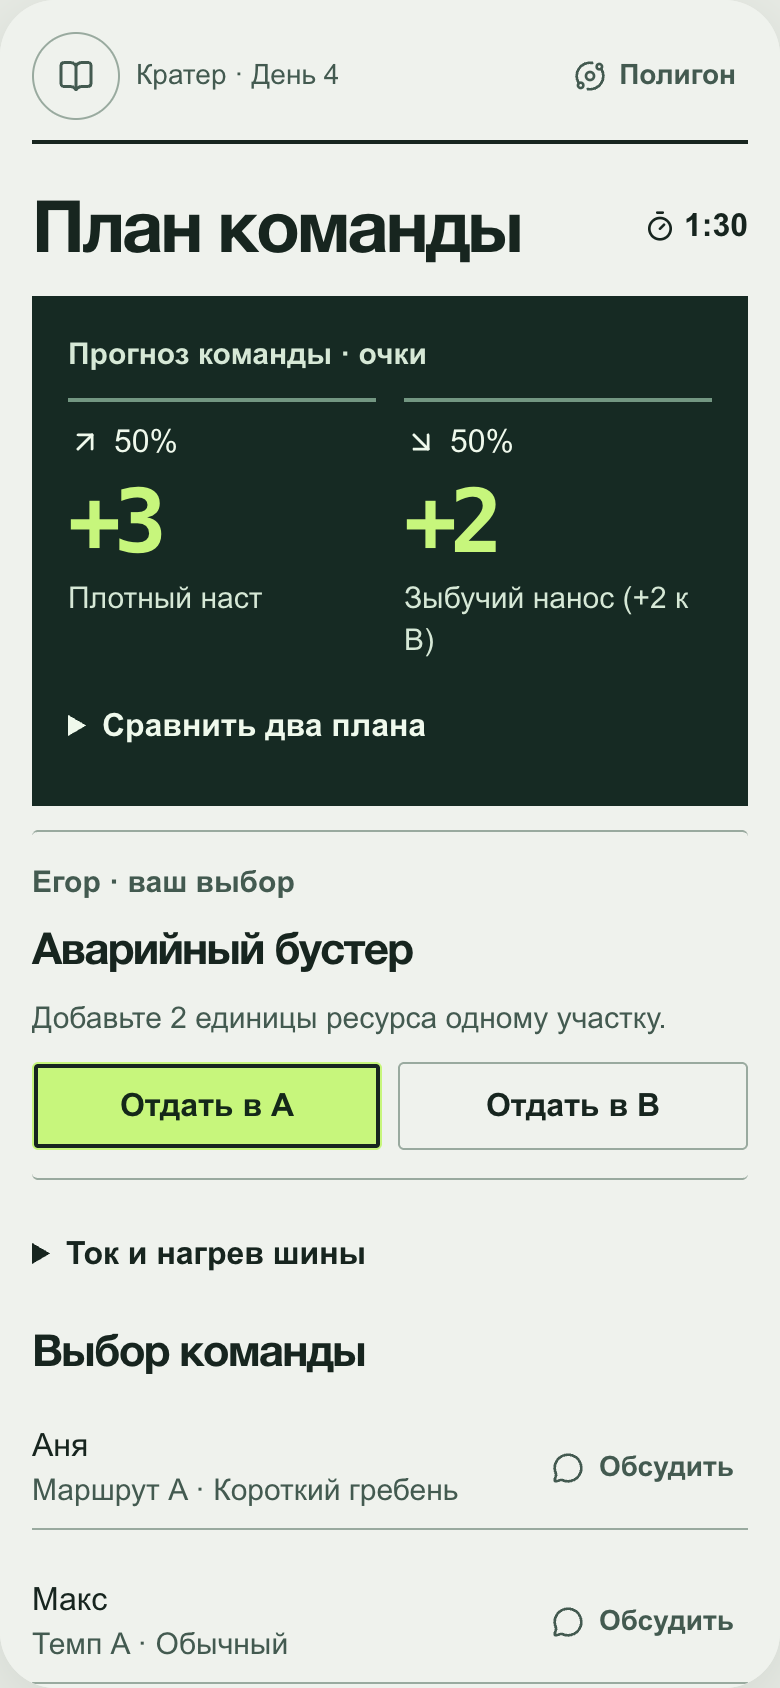 Кратер · День 4
Полигон
План команды
1:30
Прогноз команды · очки
50%
50%
+3
+2
Плотный наст
Зыбучий нанос (+2 к
В)
Сравнить два плана
Егор · ваш выбор
Аварийный бустер
Добавьте 2 единицы ресурса одному участку.
Отдать в А
Отдать в В
Ток и нагрев шины
Выбор команды
Аня
Маршрут А · Короткий гребень
Обсудить
Макс
Темп А · Обычный
Обсудить